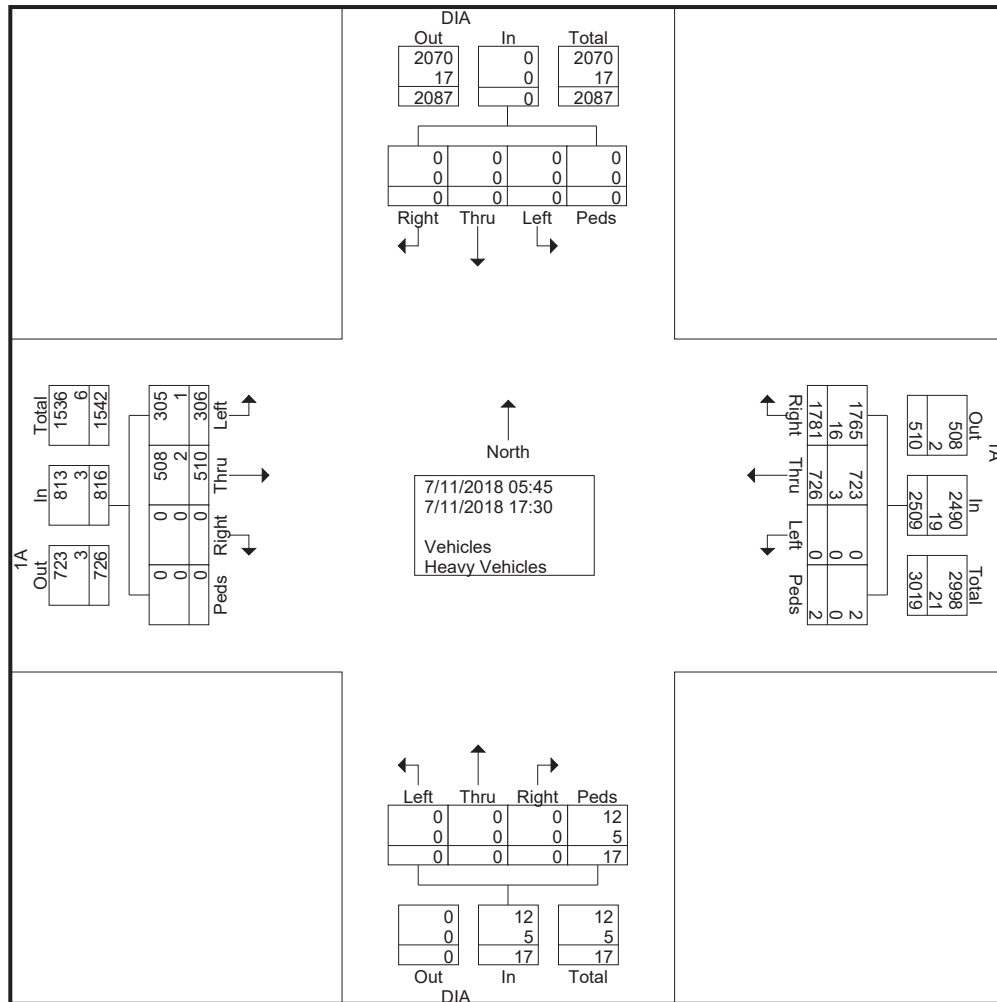 DIA
Out In Total
2070 0 2070
17 0 17
2087 0 2087
0 0 0 0
0 0 0 0
0 0 0 0
Right Thru Left Peds
Total
1536
6
1542
In
813
3
816
1A
Out
723
3
726
305
1
306
Left
508
2
510
Thru
0
0
0
Right
0
0
0
Peds
North
7/11/2018 05:45
7/11/2018 17:30
Vehicles
Heavy Vehicles
Right
1765
16
1781
Thru
723
3
726
Left
0
0
0
Peds
2
0
2
1A
Out
508
2
510
In
2490
19
2509
Total
2998
21
3019
Left Thru Right Peds
0 0 0 12
0 0 0 5
0 0 0 17
0 12 12
0 5 5
0 17 17
Out In Total
DIA